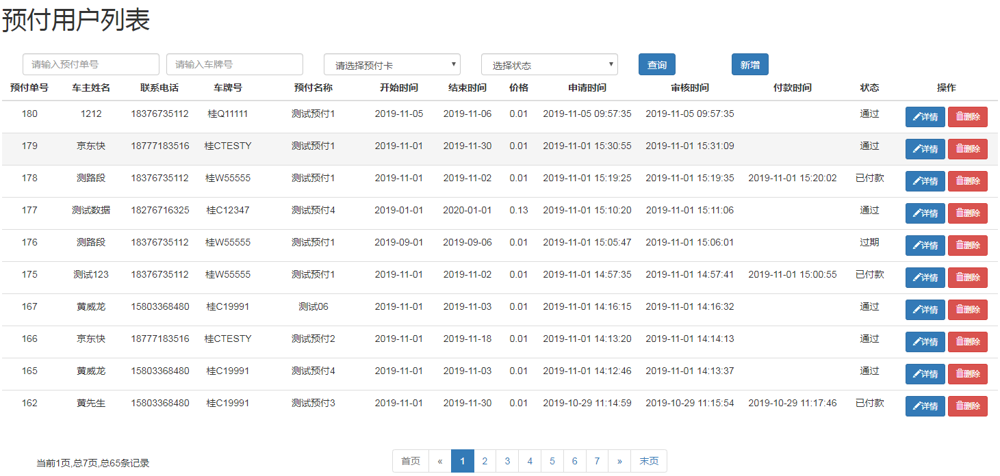 预付用户列表
请输入预付单号 请输入车牌号 请选择预付卡 选择状态 查询 新增
预付单号 车主姓名 联系电话 车牌号 预付名称 开始时间 结束时间 价格 申请时间 审核时间 付款时间 状态 操作
180 1212 18376735112 桂Q11111 测试预付1 2019-11-05 2019-11-06 0.01 2019-11-05 09:57:35 2019-11-05 09:57:35 通过 详情 删除
179 京东快 18777183516 桂CTESTY 测试预付1 2019-11-01 2019-11-30 0.01 2019-11-01 15:30:55 2019-11-01 15:31:09 通过 详情 删除
178 测路段 18376735112 桂W55555 测试预付1 2019-11-01 2019-11-02 0.01 2019-11-01 15:19:25 2019-11-01 15:19:35 2019-11-01 15:20:02 已付款 详情 删除
177 测试数据 18276716325 桂C12347 测试预付4 2019-01-01 2020-01-01 0.13 2019-11-01 15:10:20 2019-11-01 15:11:06 通过 详情 删除
176 测路段 18376735112 桂W55555 测试预付1 2019-09-01 2019-09-06 0.01 2019-11-01 15:05:47 2019-11-01 15:06:01 过期 详情 删除
175 测试123 18376735112 桂W55555 测试预付1 2019-11-01 2019-11-02 0.01 2019-11-01 14:57:35 2019-11-01 14:57:41 2019-11-01 15:00:55 已付款 详情 删除
167 黄威龙 15803368480 桂C19991 测试06 2019-11-01 2019-11-03 0.01 2019-11-01 14:16:15 2019-11-01 14:16:32 通过 详情 删除
166 京东快 18777183516 桂CTESTY 测试预付2 2019-11-01 2019-11-18 0.01 2019-11-01 14:13:20 2019-11-01 14:14:13 通过 详情 删除
165 黄威龙 15803368480 桂C19991 测试预付4 2019-11-01 2019-11-03 0.01 2019-11-01 14:12:46 2019-11-01 14:13:37 通过 详情 删除
162 黄先生 15803368480 桂C19991 测试预付3 2019-11-01 2019-11-30 0.01 2019-10-29 11:14:59 2019-10-29 11:15:54 2019-10-29 11:17:46 已付款 详情 删除
当前1页,总7页,总65条记录 首页 « 1 2 3 4 5 6 7 » 末页